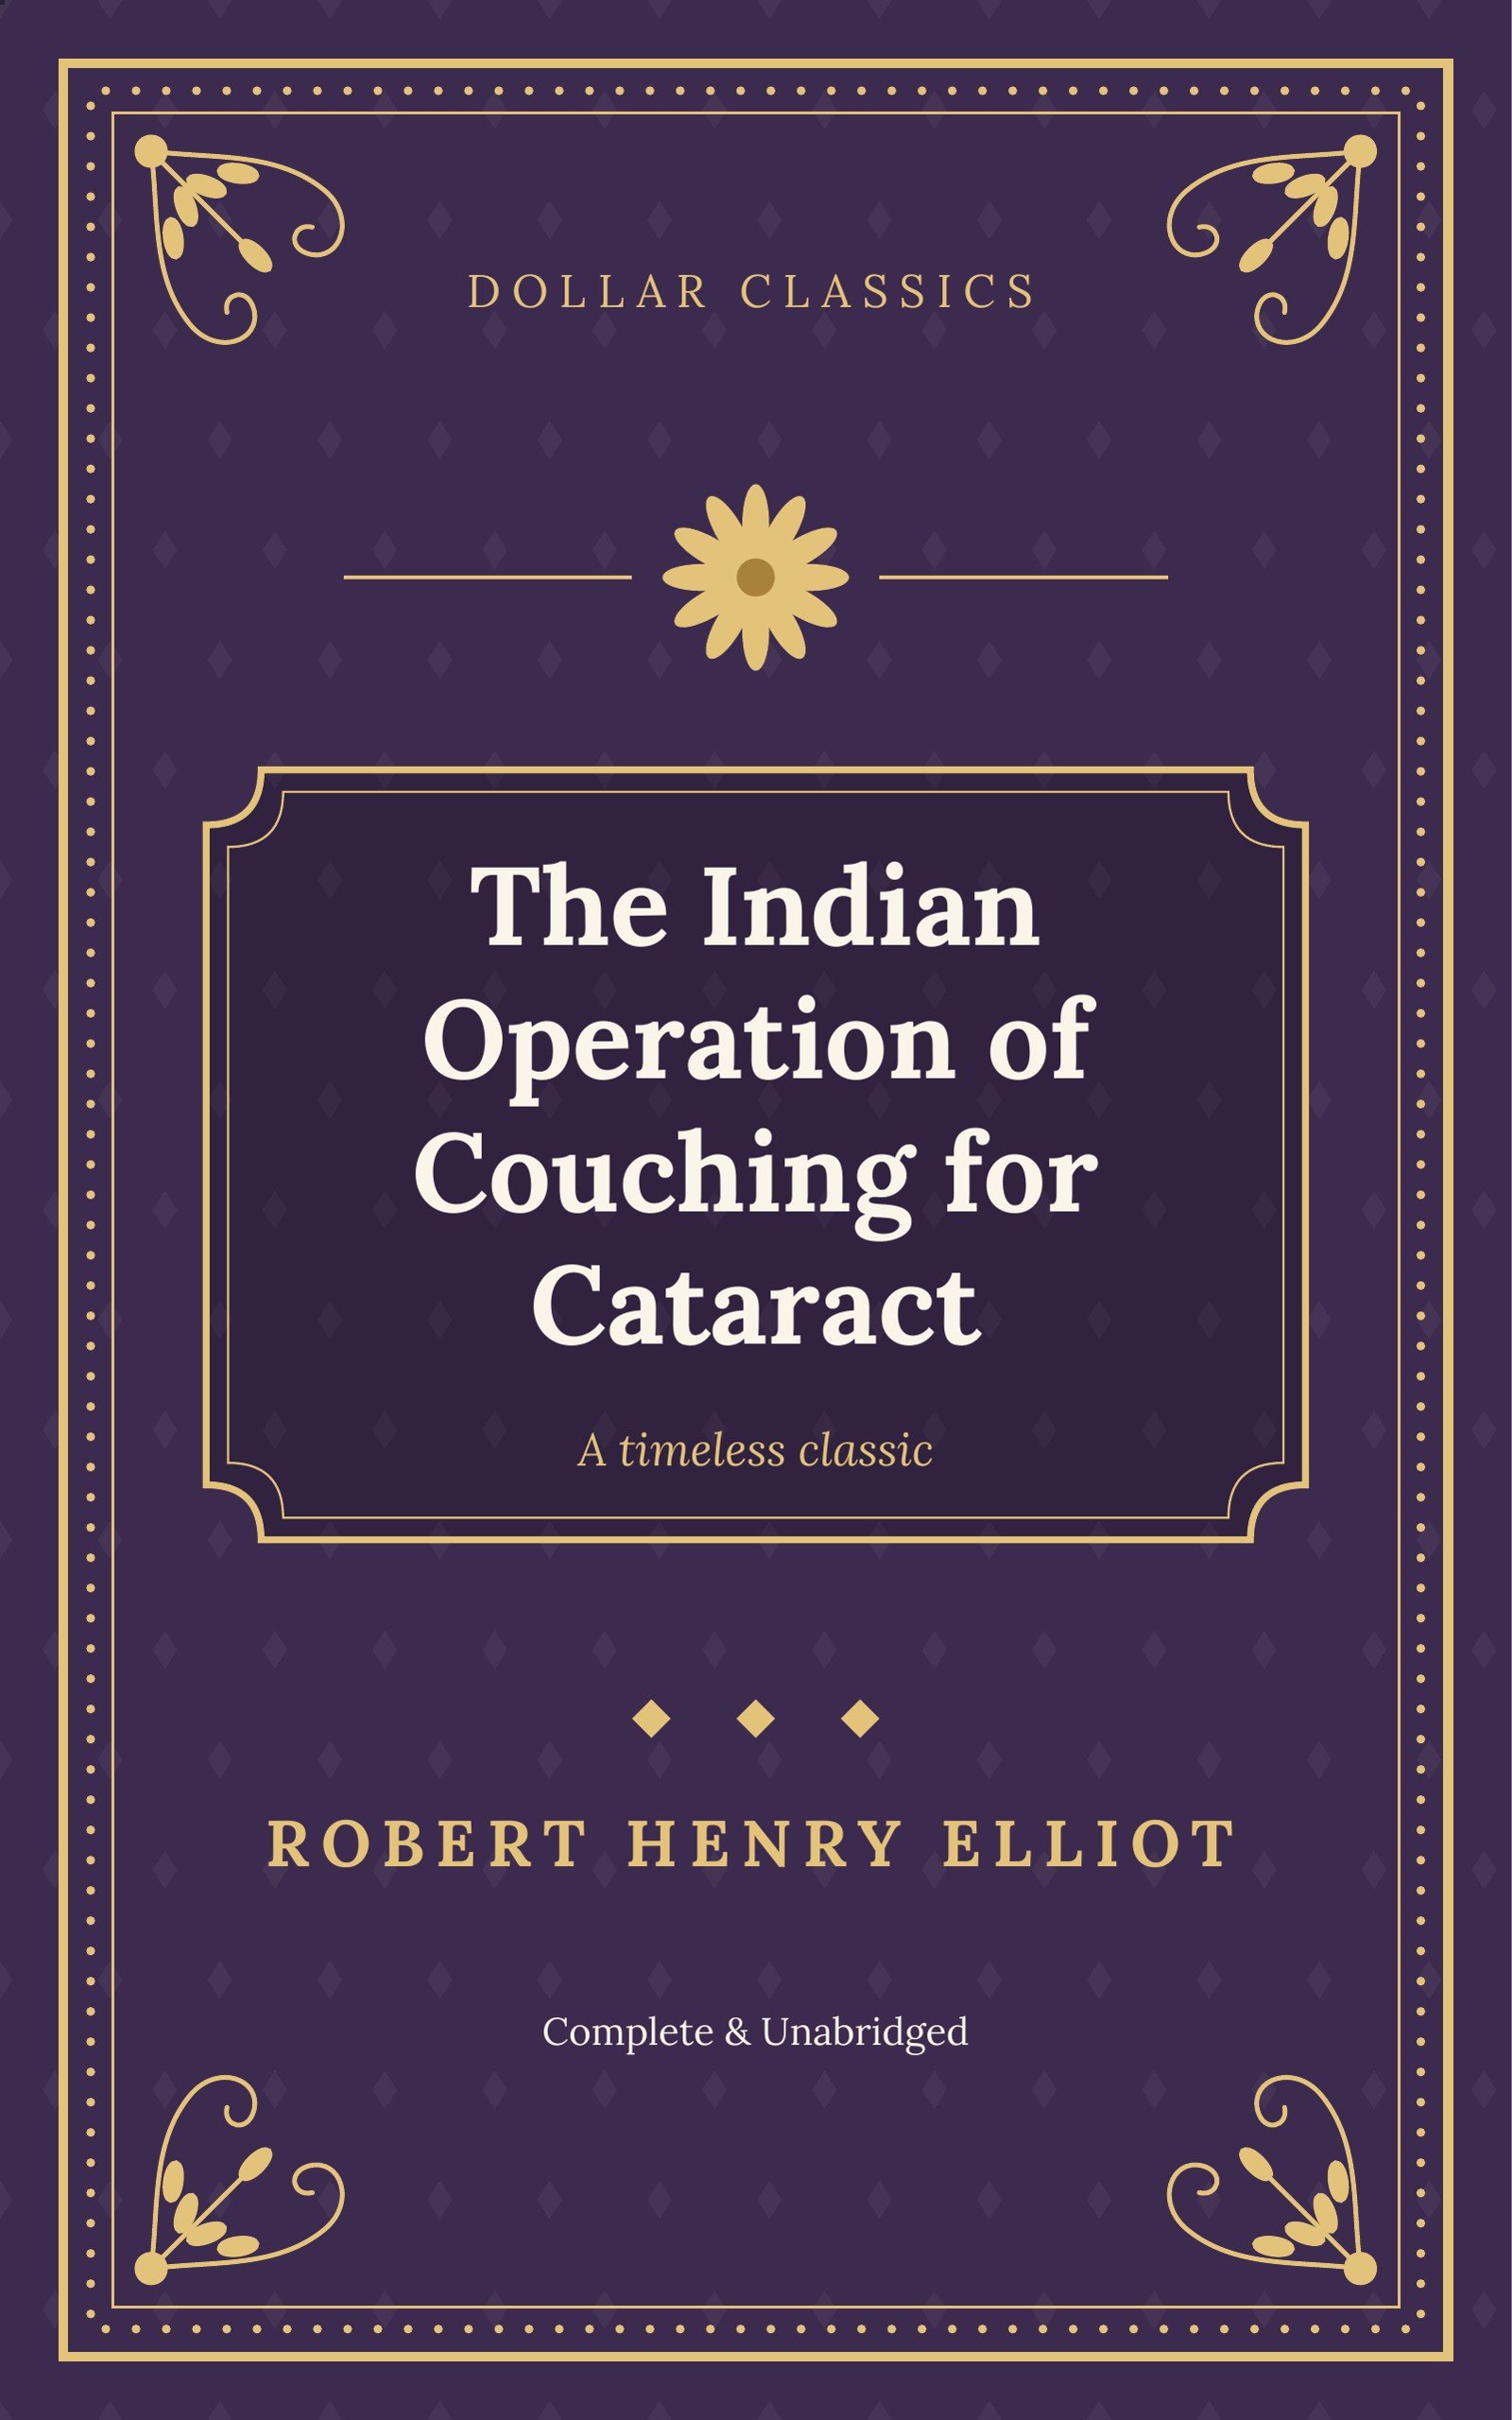 DOLLAR CLASSICS
The Indian
Operation of
Couching for
Cataract
A timeless classic
ROBERT HENRY ELLIOT
Complete & Unabridged